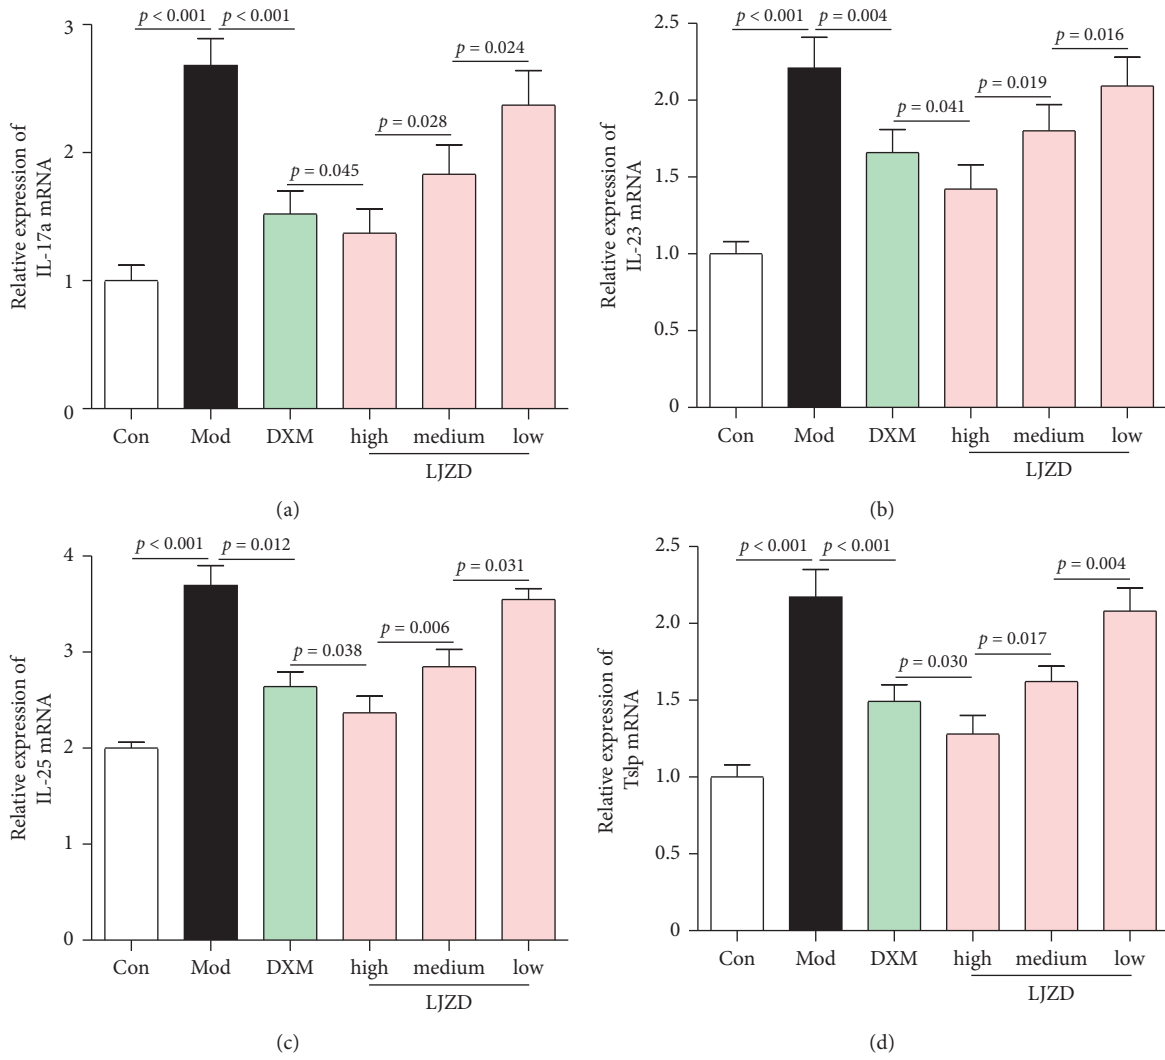 Relative expression of
IL-17a mRNA
3
2
1
0
p < 0.001
p < 0.001
p = 0.045
p = 0.028
p = 0.024
Con
Mod
DXM
high
medium
low
LJZD
(a)
Relative expression of
IL-23 mRNA
2.5
2.0
1.5
1.0
0.5
0
p < 0.001
p = 0.004
p = 0.041
p = 0.019
p = 0.016
Con
Mod
DXM
high
medium
low
LJZD
(b)
Relative expression of
IL-25 mRNA
4
3
2
1
0
p < 0.001
p = 0.012
p = 0.038
p = 0.006
p = 0.031
Con
Mod
DXM
high
medium
low
LJZD
(c)
Relative expression of
Tslp mRNA
2.5
2.0
1.5
1.0
0.5
0
p < 0.001
p < 0.001
p = 0.030
p = 0.017
p = 0.004
Con
Mod
DXM
high
medium
low
LJZD
(d)